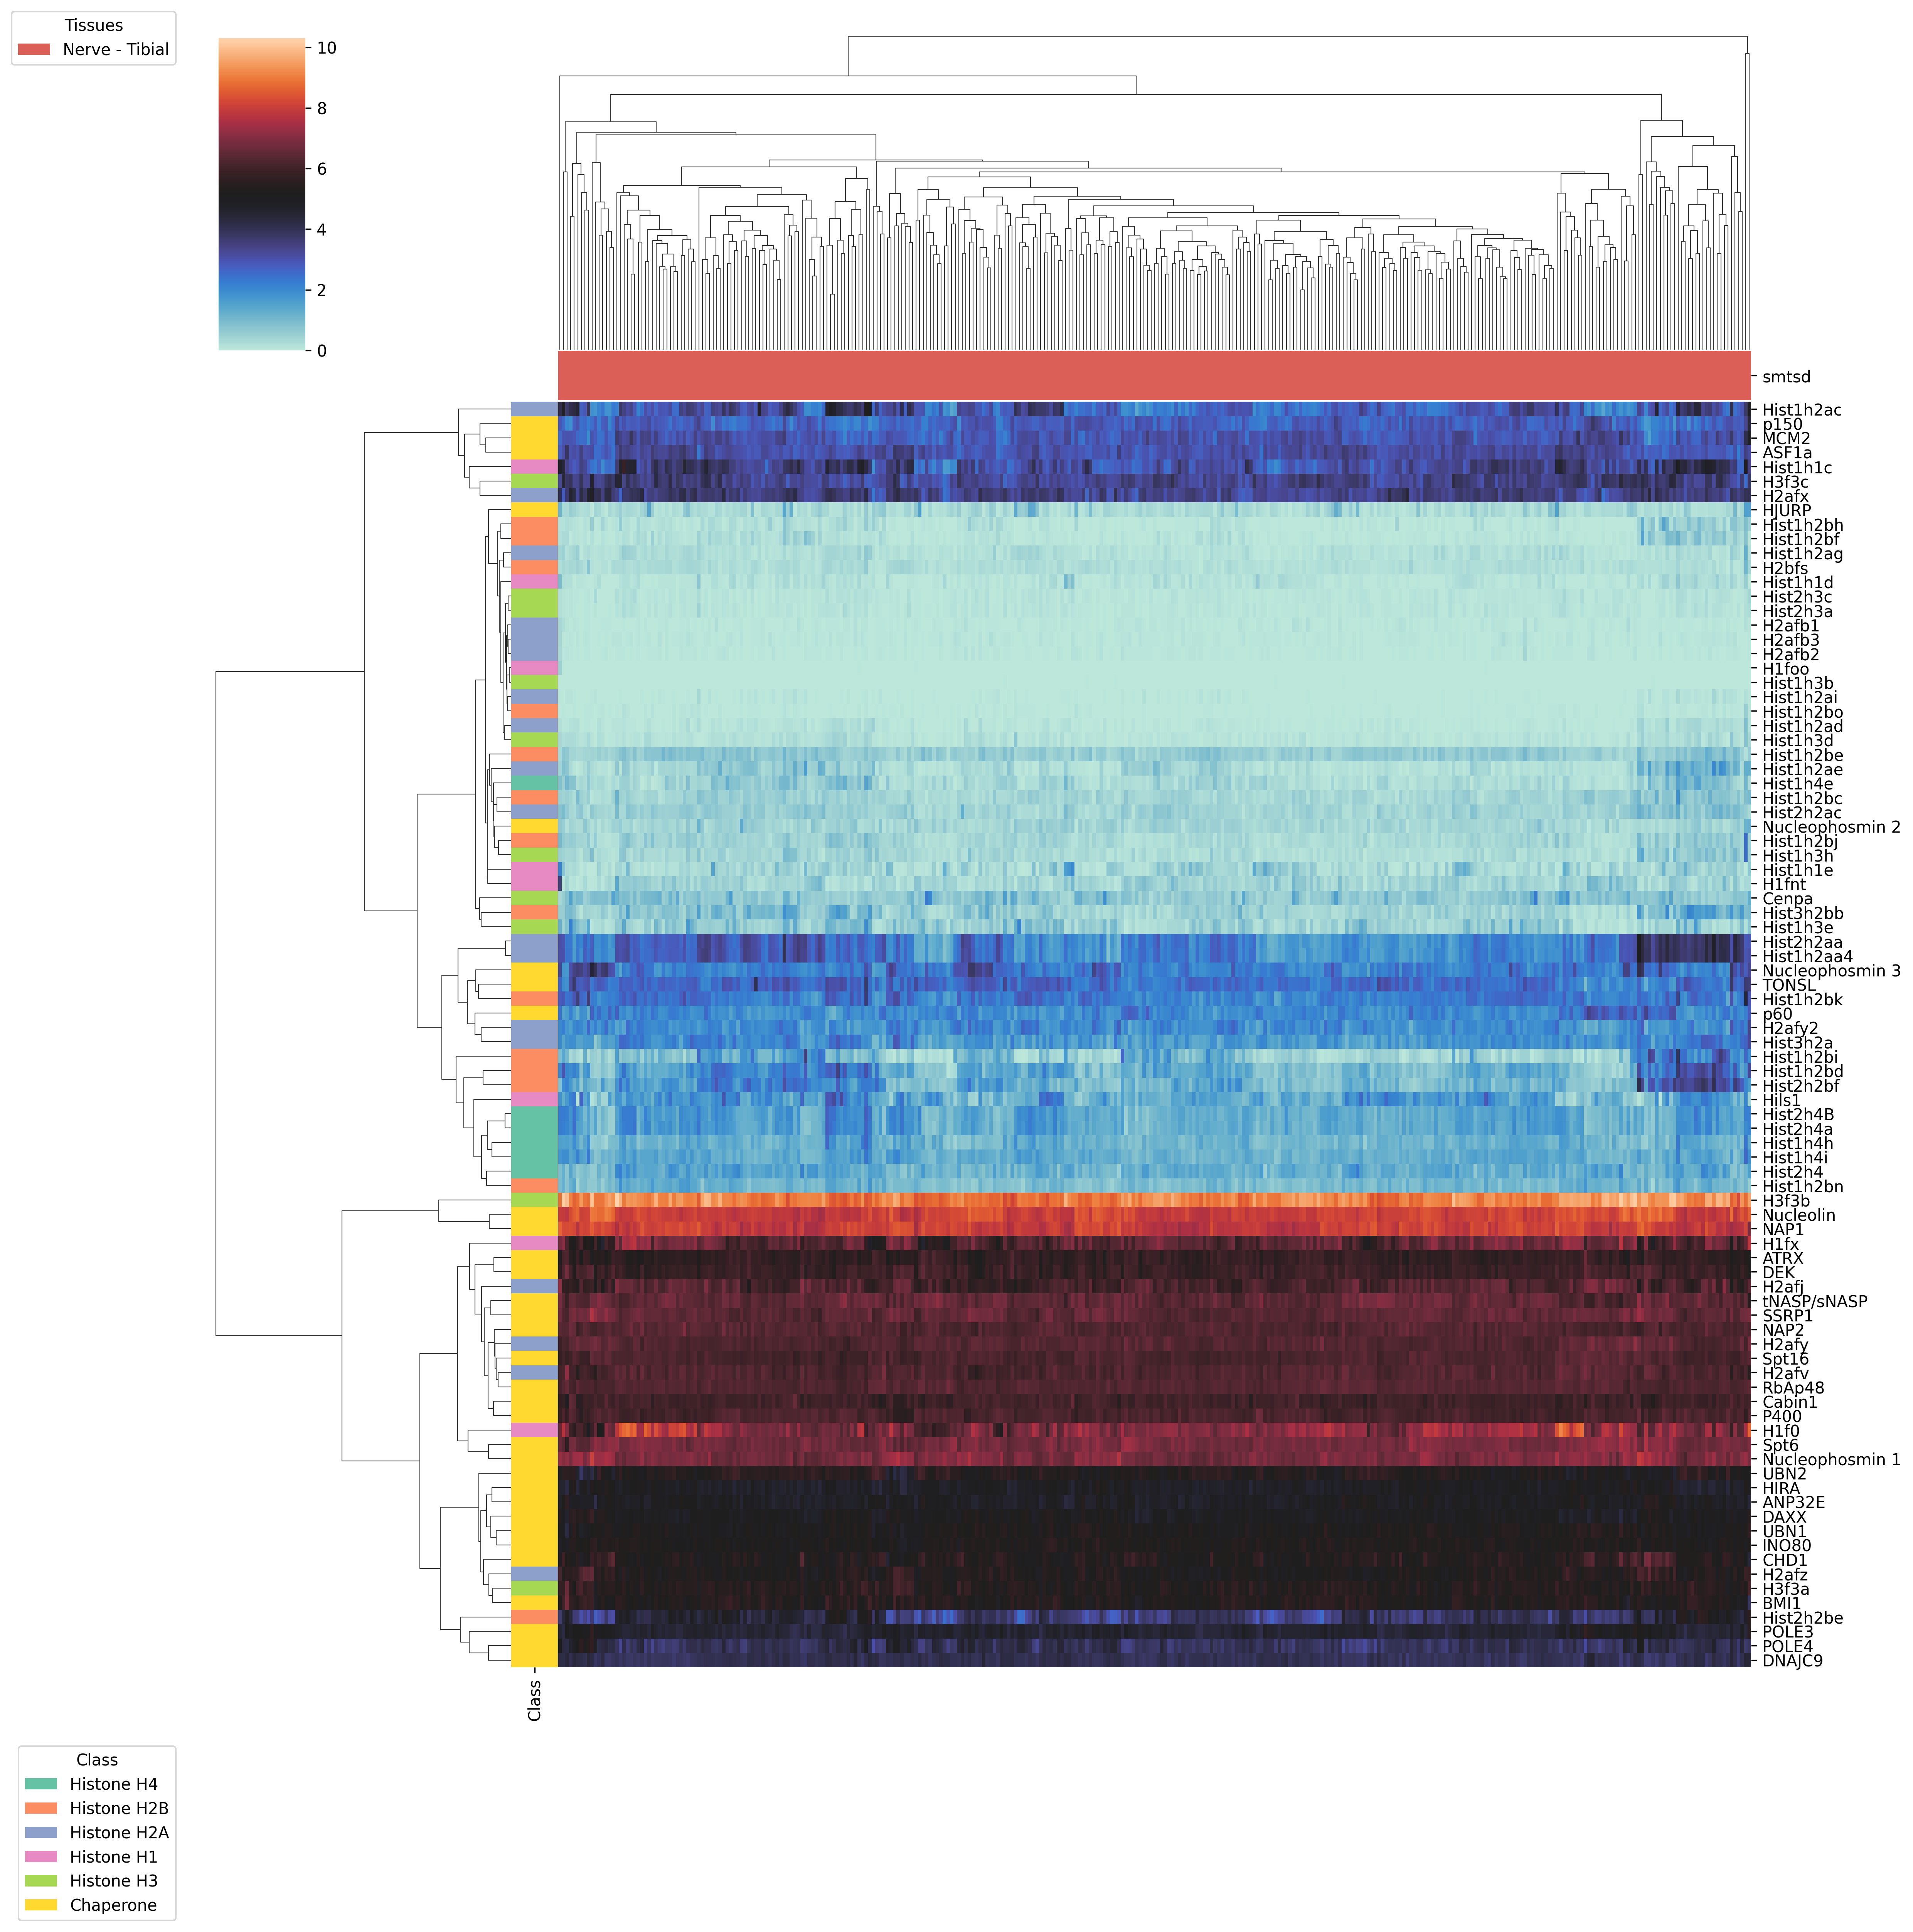 Tissues
Nerve - Tibial
10
8
6
4
2
0
smtsd
Hist1h2ac
p150
MCM2
ASF1a
Hist1h1c
H3f3c
H2afx
HJURP
Hist1h2bh
Hist1h2bf
Hist1h2ag
H2bfs
Hist1h1d
Hist2h3c
Hist2h3a
H2afb1
H2afb3
H2afb2
H1foo
Hist1h3b
Hist1h2ai
Hist1h2bo
Hist1h2ad
Hist1h3d
Hist1h2be
Hist1h2ae
Hist1h4e
Hist1h2bc
Hist2h2ac
Nucleophosmin 2
Hist1h2bj
Hist1h3h
Hist1h1e
H1fnt
Cenpa
Hist3h2bb
Hist1h3e
Hist2h2aa
Hist1h2aa4
Nucleophosmin 3
TONSL
Hist1h2bk
p60
H2afy2
Hist3h2a
Hist1h2bi
Hist1h2bd
Hist2h2bf
Hils1
Hist2h4B
Hist2h4a
Hist1h4h
Hist1h4i
Hist2h4
Hist1h2bn
H3f3b
Nucleolin
NAP1
H1fx
ATRX
DEK
H2afj
tNASP/sNASP
SSRP1
NAP2
H2afy
Spt16
H2afv
RbAp48
Cabin1
P400
H1f0
Spt6
Nucleophosmin 1
UBN2
HIRA
ANP32E
DAXX
UBN1
INO80
CHD1
H2afz
H3f3a
BMI1
Hist2h2be
POLE3
POLE4
DNAJC9
Class
Class
Histone H4
Histone H2B
Histone H2A
Histone H1
Histone H3
Chaperone